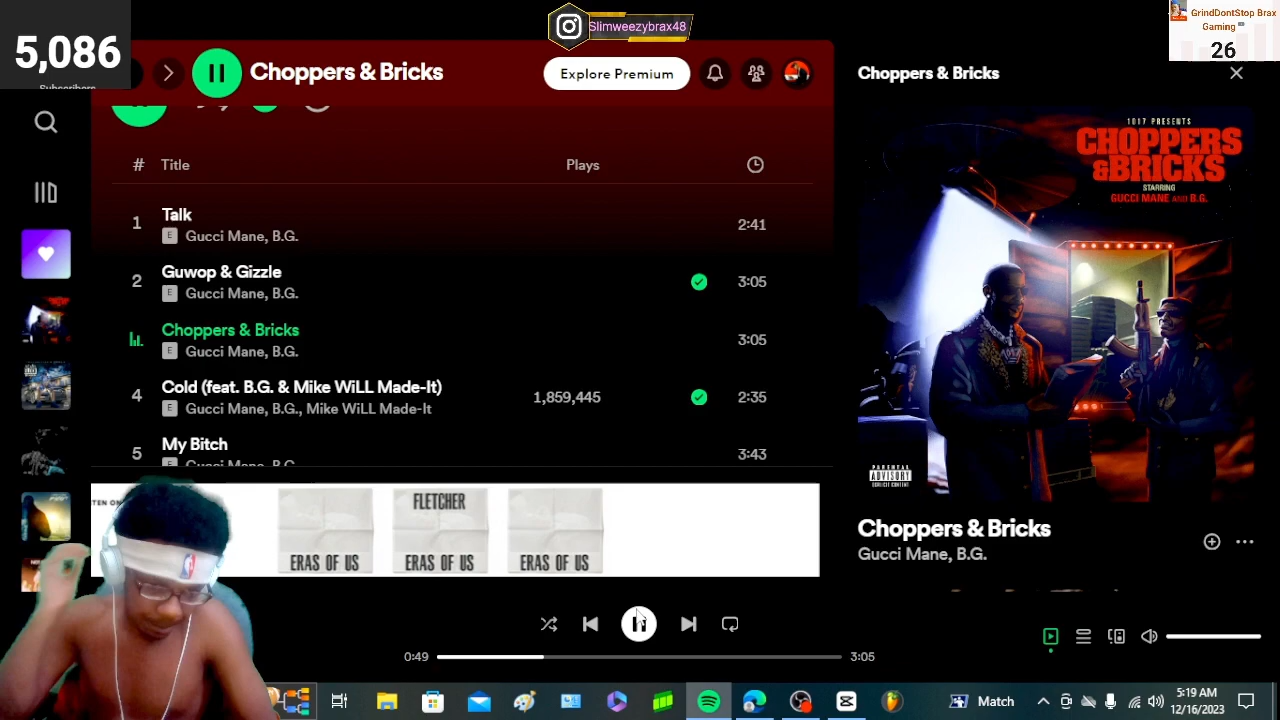 5,086
Subscribers
Slimweezybrax48
GrindDontStop Brax
Gaming
26
Choppers & Bricks
Explore Premium
Choppers & Bricks
# Title Plays
1 Talk 2:41
E Gucci Mane, B.G.
2 Guwop & Gizzle 3:05
E Gucci Mane, B.G.
Choppers & Bricks 3:05
E Gucci Mane, B.G.
4 Cold (feat. B.G. & Mike WiLL Made-It) 1,859,445 2:35
E Gucci Mane, B.G., Mike WiLL Made-It
5 My Bitch 3:43
E Gucci Mane, B.G.
1017 PRESENTS
CHOPPERS
&BRICKS
STARRING
GUCCI MANE AND B.G.
PARENTAL
ADVISORY
EXPLICIT CONTENT
FLETCHER
ERAS OF US ERAS OF US ERAS OF US
Choppers & Bricks
Gucci Mane, B.G.
0:49 3:05
Match
5:19 AM
12/16/2023